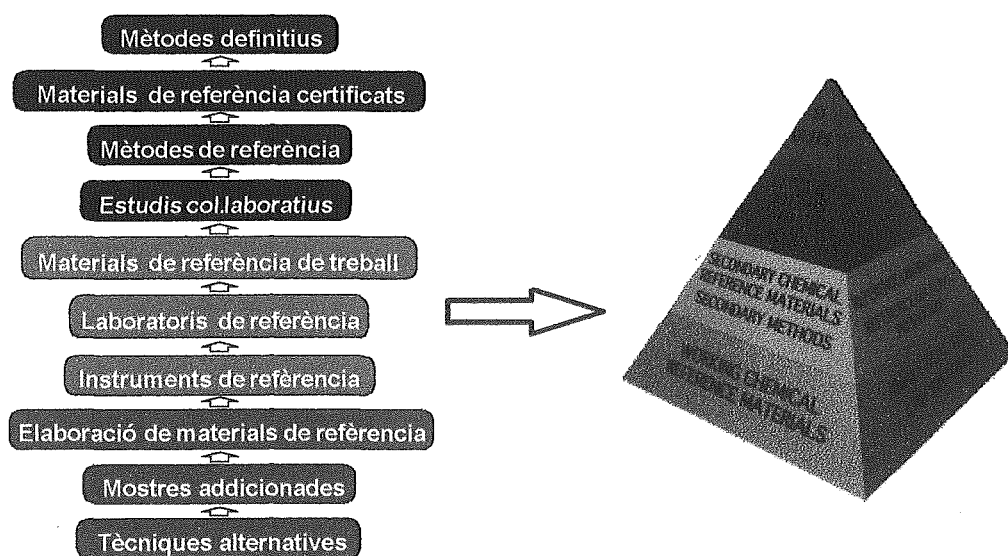 Mètodes definitius
Materials de referència certificats
Mètodes de referència
Estudis col.laboratius
Materials de referència de treball
Laboratoris de referència
Instruments de refèrencia
Elaboració de materials de refèrencia
Mostres addicionades
Tècniques alternatives
SECONDARY CHEMICAL
REFERENCE MATERIALS
SECONDARY METHODS
WORKING CHEMICAL
REFERENCE MATERIALS